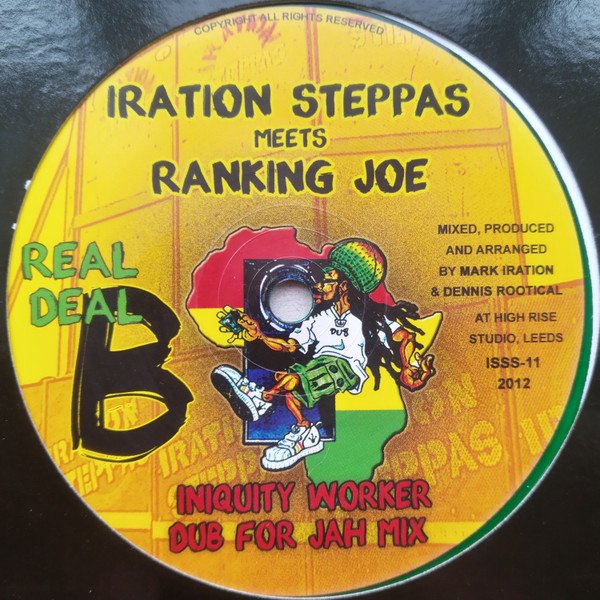 COPYRIGHT ALL RIGHTS RESERVED
IRATION STEPPAS
MEETS
RANKING JOE
REAL
DEAL
B
MIXED, PRODUCED
AND ARRANGED
BY MARK IRATION
& DENNIS ROOTICAL
AT HIGH RISE
STUDIO, LEEDS
ISSS-11
2012
DUB
INIQUITY WORKER
DUB FOR JAH MIX